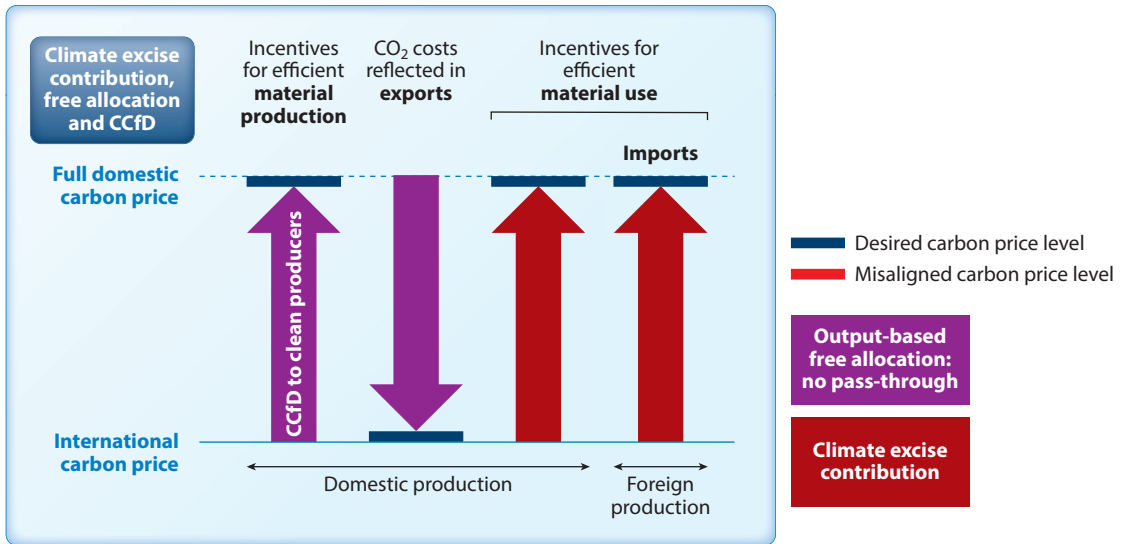 Climate excise
contribution,
free allocation
and CCfD
Incentives
for efficient
material
production
CO₂ costs
reflected in
exports
Incentives for
efficient
material use
Imports
Full domestic
carbon price
CCfD to clean producers
International
carbon price
Domestic production
Foreign
production
Desired carbon price level
Misaligned carbon price level
Output-based
free allocation:
no pass-through
Climate excise
contribution